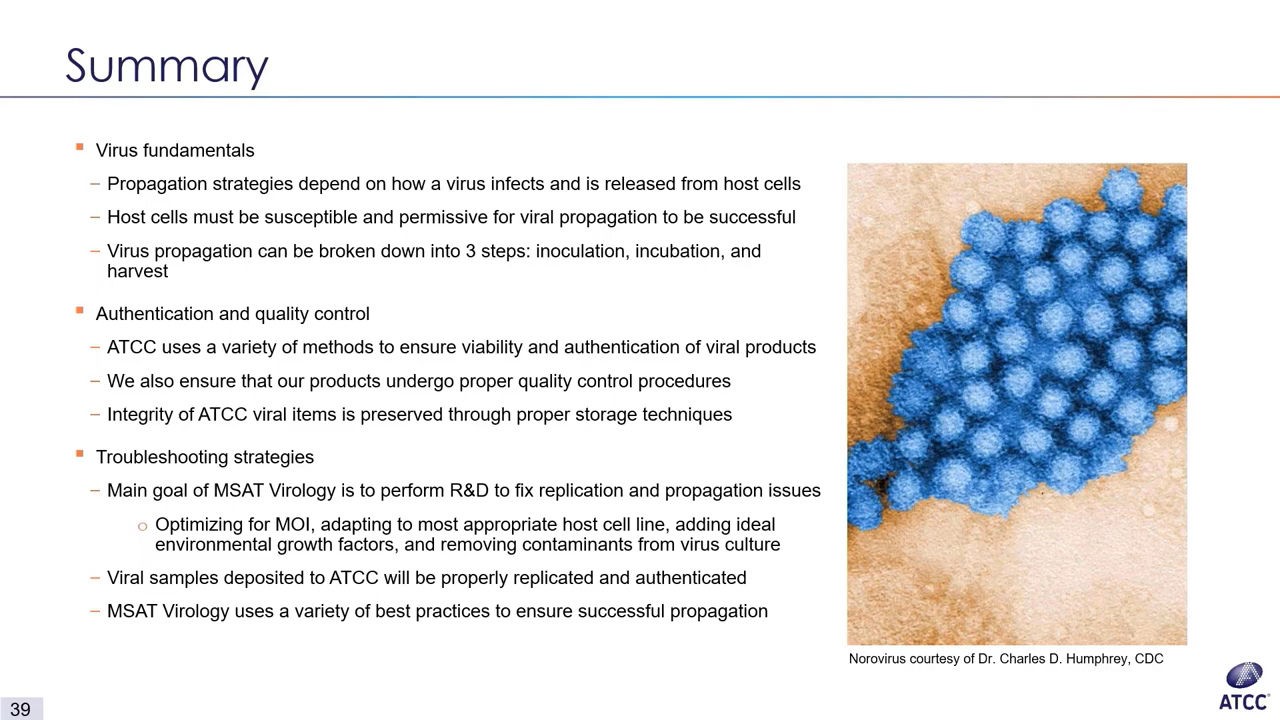 Summary
Virus fundamentals
– Propagation strategies depend on how a virus infects and is released from host cells
– Host cells must be susceptible and permissive for viral propagation to be successful
– Virus propagation can be broken down into 3 steps: inoculation, incubation, and
harvest
Authentication and quality control
– ATCC uses a variety of methods to ensure viability and authentication of viral products
– We also ensure that our products undergo proper quality control procedures
– Integrity of ATCC viral items is preserved through proper storage techniques
Troubleshooting strategies
– Main goal of MSAT Virology is to perform R&D to fix replication and propagation issues
o Optimizing for MOI, adapting to most appropriate host cell line, adding ideal
environmental growth factors, and removing contaminants from virus culture
– Viral samples deposited to ATCC will be properly replicated and authenticated
– MSAT Virology uses a variety of best practices to ensure successful propagation
Norovirus courtesy of Dr. Charles D. Humphrey, CDC
ATCC
39